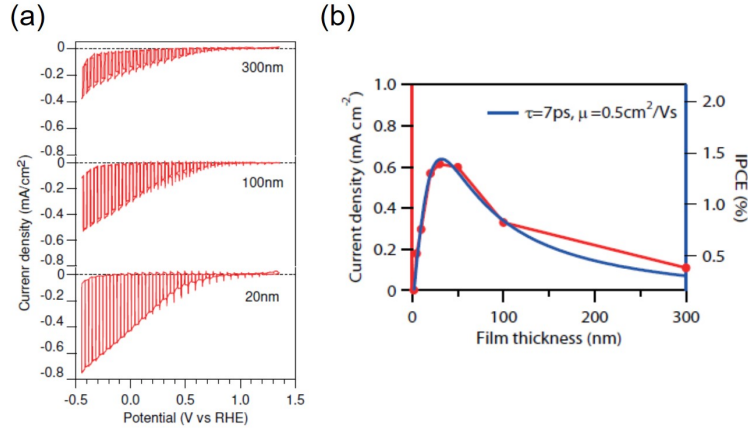 (a)
(b)
0
-0.2
-0.4
-0.6
-0.8
300nm
0
-0.2
-0.4
-0.6
-0.8
100nm
0
-0.2
-0.4
-0.6
-0.8
20nm
Currenr density (mA/cm²)
-0.5 0.0 0.5 1.0 1.5
Potential (V vs RHE)
1.0
0.8
0.6
0.4
0.2
0
Current density (mA cm⁻²)
τ=7ps, μ=0.5cm²/Vs
2.0
1.5
1.0
0.5
IPCE (%)
0 100 200 300
Film thickness (nm)